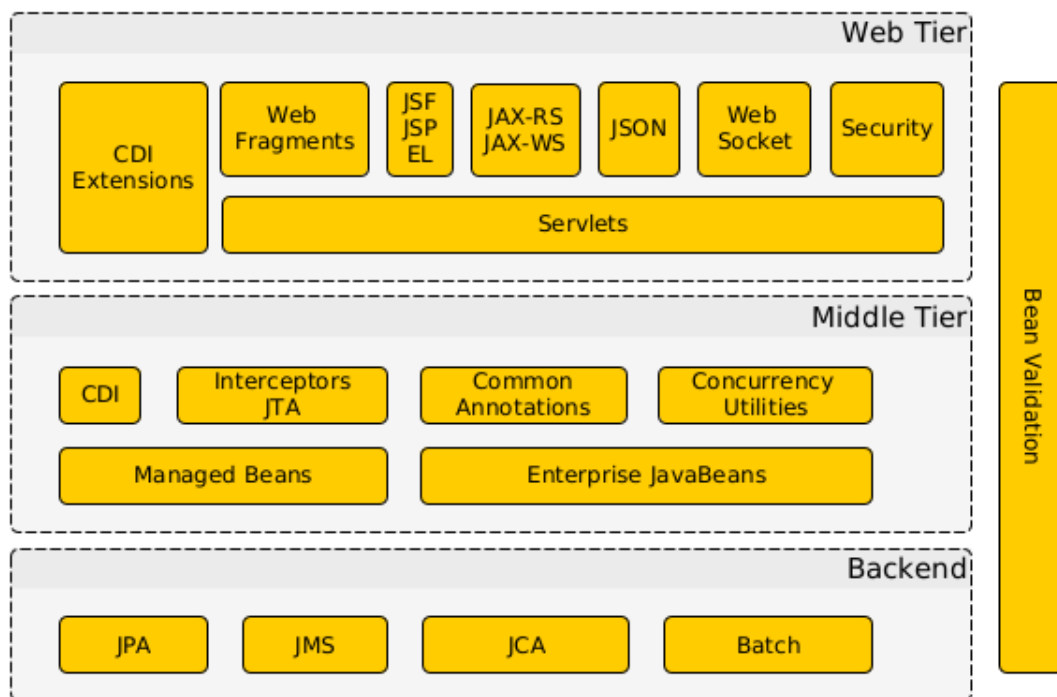 Web Tier
CDI
Extensions
Web
Fragments
JSF
JSP
EL
JAX-RS
JAX-WS
JSON
Web
Socket
Security
Servlets
Middle Tier
CDI
Interceptors
JTA
Common
Annotations
Concurrency
Utilities
Managed Beans
Enterprise JavaBeans
Backend
JPA
JMS
JCA
Batch
Bean Validation